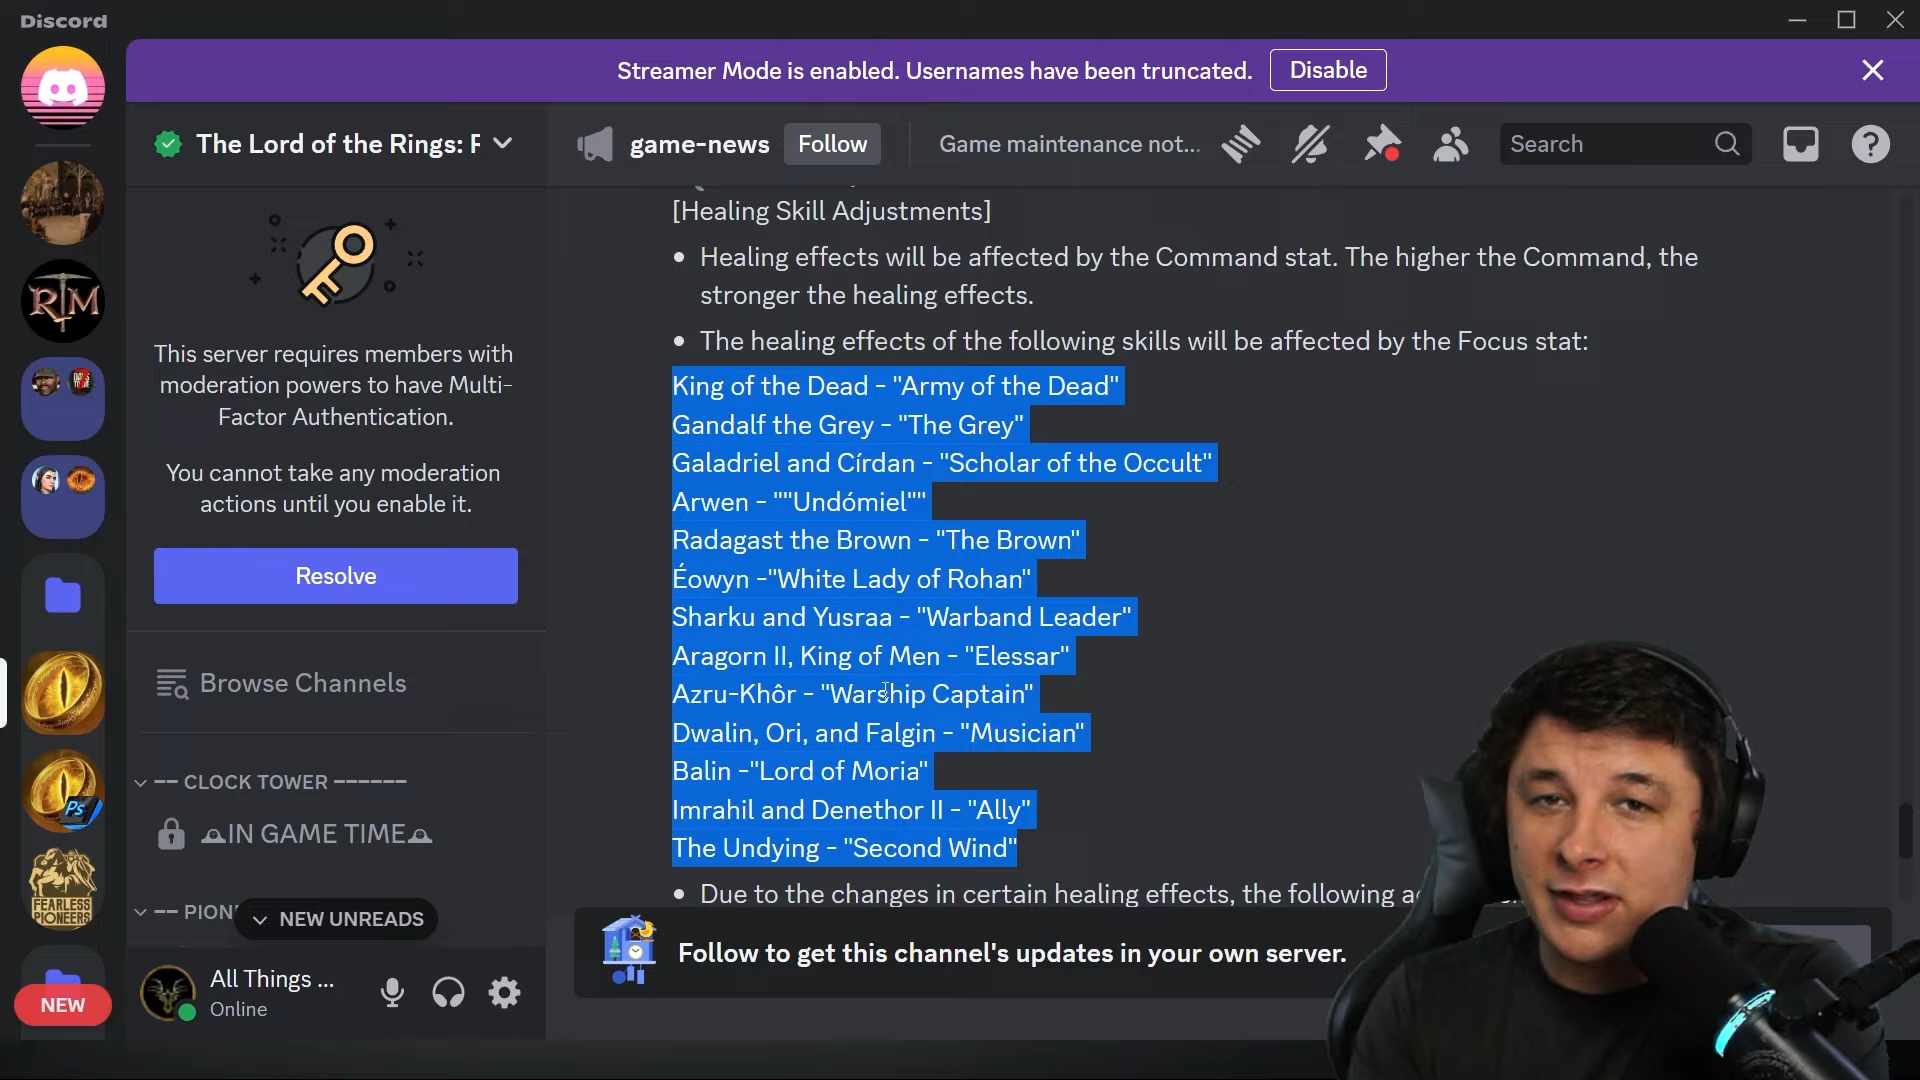 Discord
Streamer Mode is enabled. Usernames have been truncated.
Disable
The Lord of the Rings: R
game-news
Follow
Game maintenance not...
Search
[Healing Skill Adjustments]
• Healing effects will be affected by the Command stat. The higher the Command, the
stronger the healing effects.
• The healing effects of the following skills will be affected by the Focus stat:
King of the Dead - "Army of the Dead"
Gandalf the Grey - "The Grey"
Galadriel and Círdan - "Scholar of the Occult"
Arwen - ""Undómiel""
Radagast the Brown - "The Brown"
Éowyn -"White Lady of Rohan"
Sharku and Yusraa - "Warband Leader"
Aragorn II, King of Men - "Elessar"
Azru-Khôr - "Warship Captain"
Dwalin, Ori, and Falgin - "Musician"
Balin -"Lord of Moria"
Imrahil and Denethor II - "Ally"
The Undying - "Second Wind"
• Due to the changes in certain healing effects, the following
Follow to get this channel's updates in your own server.
This server requires members with
moderation powers to have Multi-
Factor Authentication.
You cannot take any moderation
actions until you enable it.
Resolve
Browse Channels
-- CLOCK TOWER ------
IN GAME TIME
-- PION
NEW UNREADS
All Things ...
Online
RTM
Ps
FEARLESS
PIONEERS
NEW